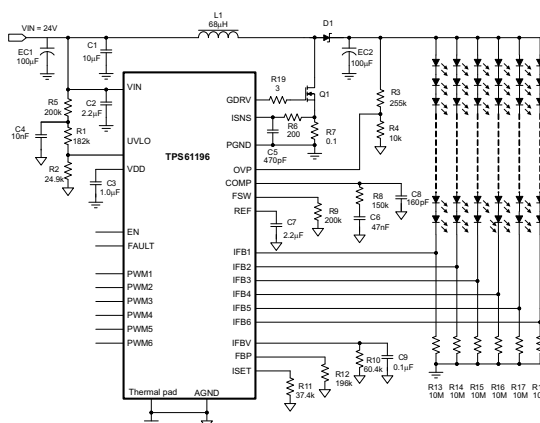 L1
68μH
D1
VIN = 24V
EC1
100μF
C1
10μF
EC2
100μF
R19
3
Q1
R3
255k
R4
10k
R5
200k
C2
2.2μF
C4
10nF
R1
182k
R2
24.9k
C3
1.0μF
VIN
UVLO
VDD
EN
FAULT
PWM1
PWM2
PWM3
PWM4
PWM5
PWM6
Thermal pad
AGND
TPS61196
GDRV
ISNS
PGND
OVP
COMP
FSW
REF
IFB1
IFB2
IFB3
IFB4
IFB5
IFB6
IFBV
FBP
ISET
R6
200
R7
0.1
C5
470pF
R8
150k
C8
160pF
R9
200k
C6
47nF
C7
2.2μF
R10
60.4k
C9
0.1μF
R12
196k
R11
37.4k
R13 R14 R15 R16 R17
10M 10M 10M 10M 10M